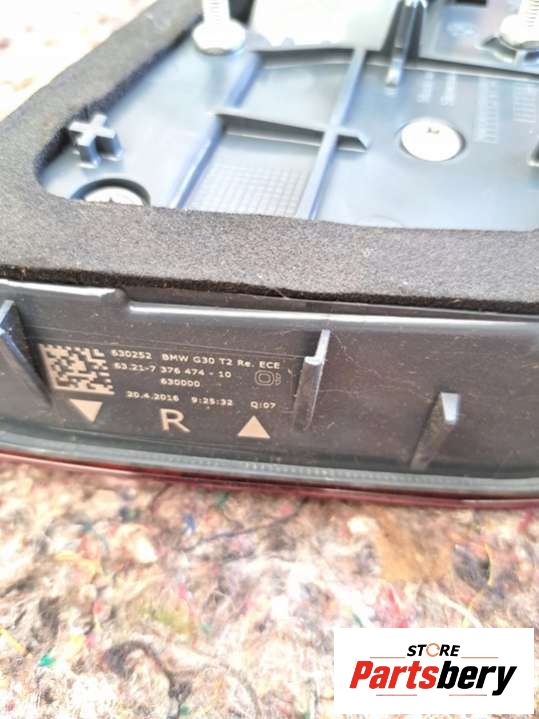 630252 BMW G30 T2 Re. ECE
63.21-7 376 474 - 10
630000
20.4.2016 9:25:32 Q:07
R
STORE
Partsbery